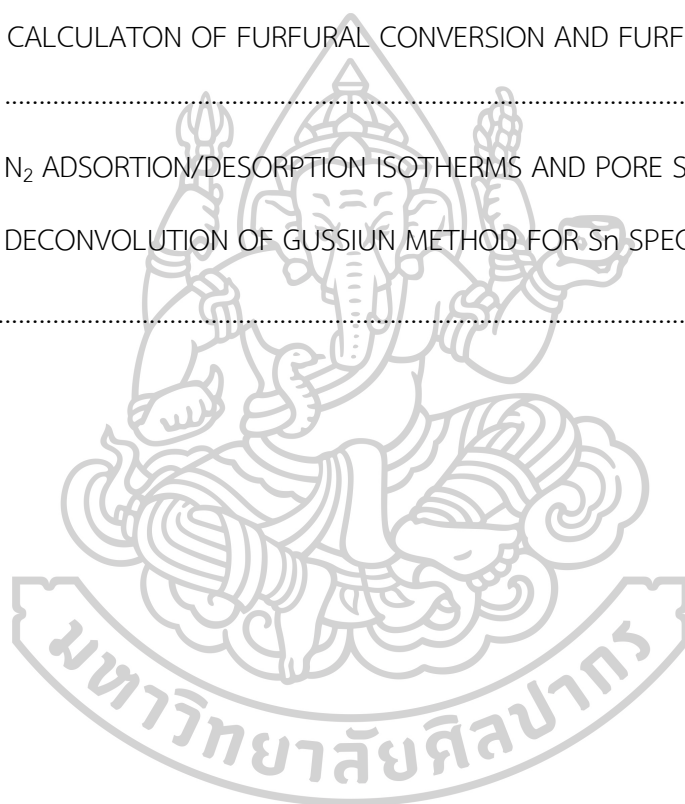 CALCULATON OF FURFURAL CONVERSION AND FURF
................................................................................................
N₂ ADSORTION/DESORPTION ISOTHERMS AND PORE S
DECONVOLUTION OF GUSSIUN METHOD FOR Sn SPEC
................................................................................................
มหาวิทยาลัยศิลปากร